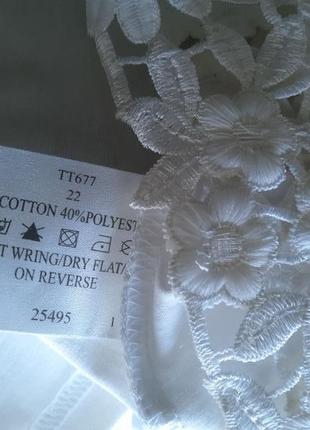 TT677
22
COTTON 40%POLYEST
WRING/DRY FLAT/
ON REVERSE
25495 1